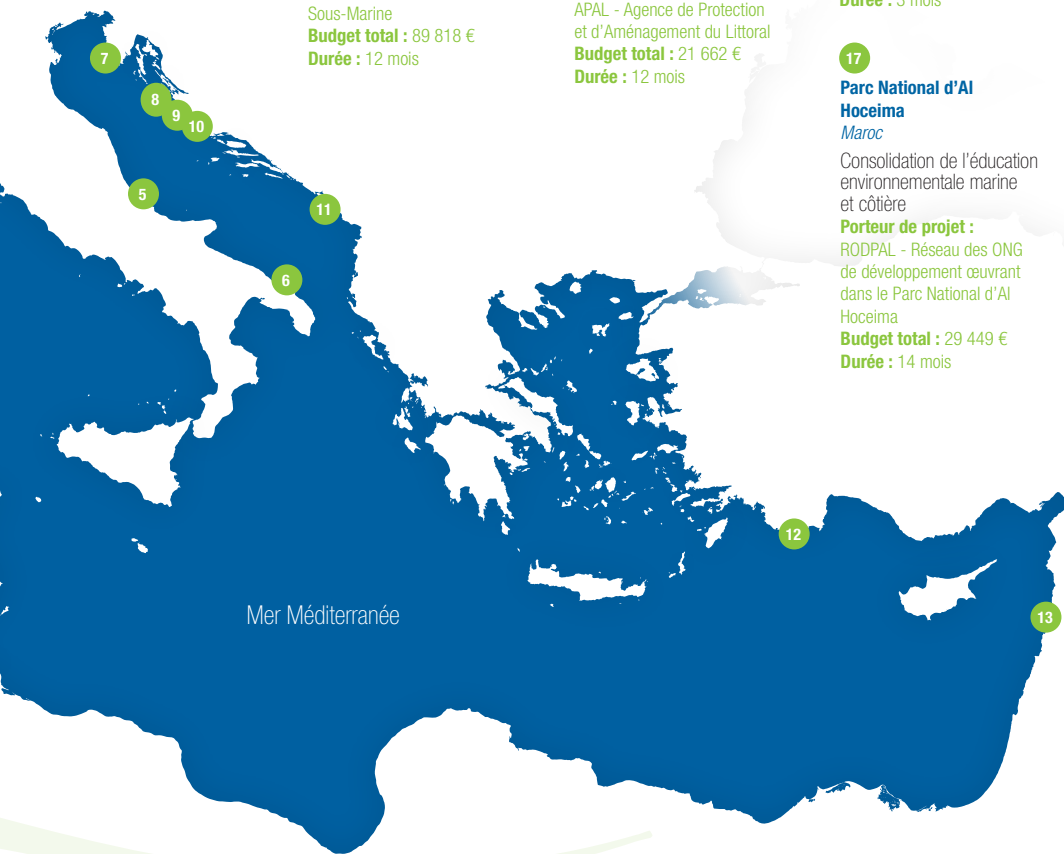 Sous-Marine
Budget total : 89 818 €
Durée : 12 mois
APAL - Agence de Protection
et d'Aménagement du Littoral
Budget total : 21 662 €
Durée : 12 mois
Durée : 3 mois
17
Parc National d'Al
Hoceima
Maroc
Consolidation de l'éducation
environnementale marine
et côtière
Porteur de projet :
RODPAL - Réseau des ONG
de développement œuvrant
dans le Parc National d'Al
Hoceima
Budget total : 29 449 €
Durée : 14 mois
7
8
9
10
5
11
6
12
13
Mer Méditerranée